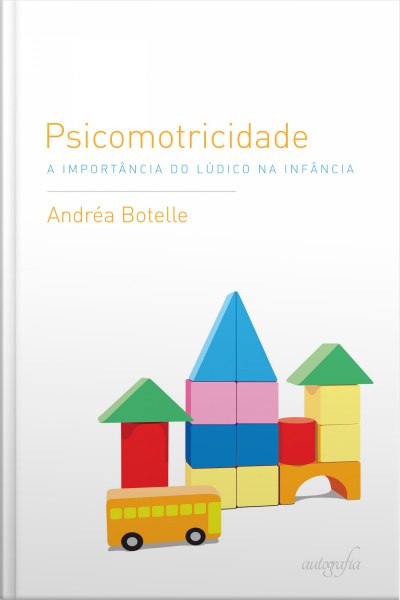 Psicomotricidade
A IMPORTÂNCIA DO LÚDICO NA INFÂNCIA
Andréa Botelle
autografia